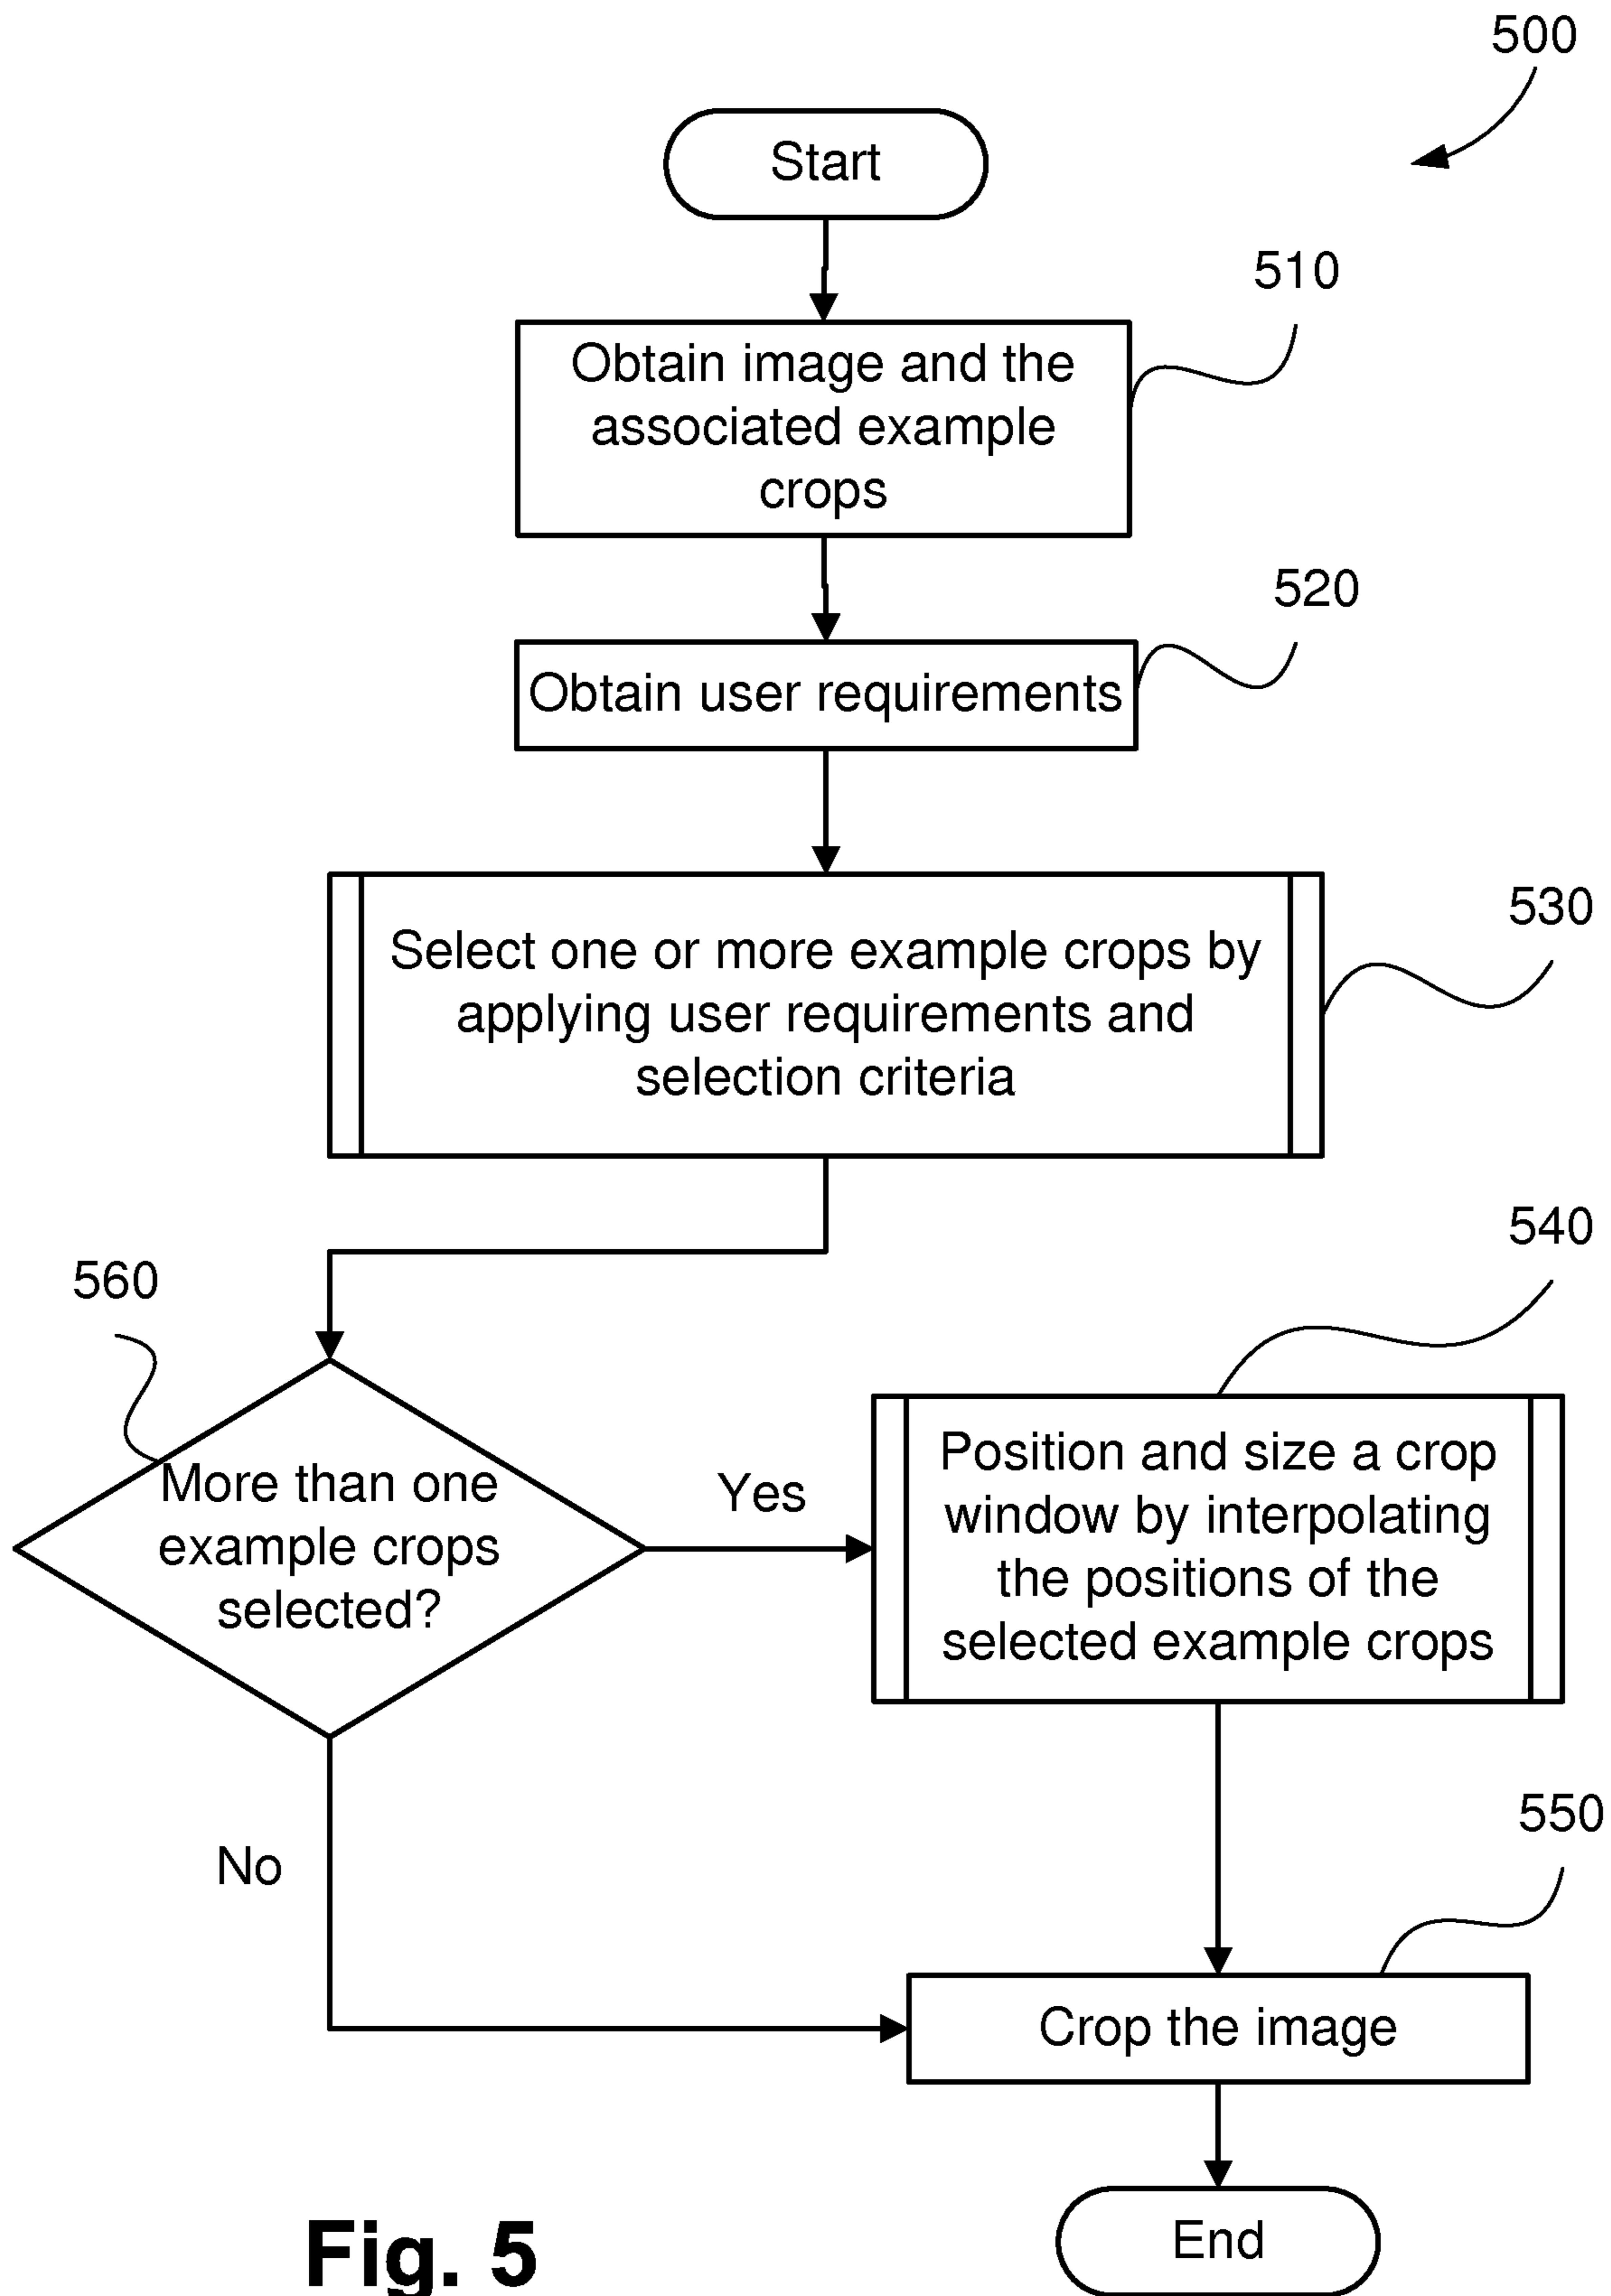 500
Start
510
Obtain image and the
associated example
crops
520
Obtain user requirements
530
Select one or more example crops by
applying user requirements and
selection criteria
540
560
More than one
example crops
selected?
Yes
Position and size a crop
window by interpolating
the positions of the
selected example crops
550
No
Crop the image
End
Fig. 5